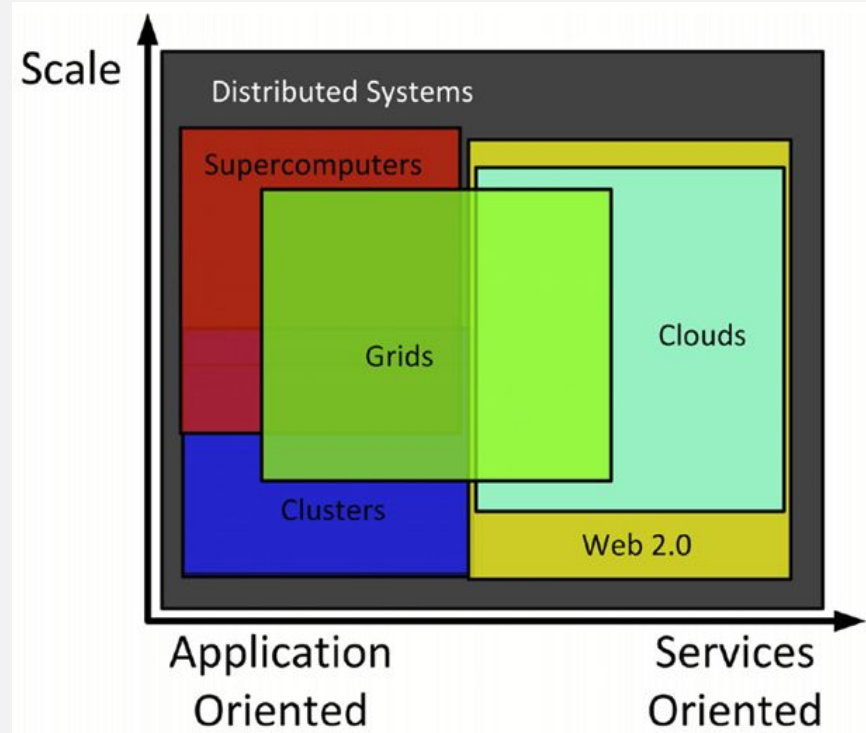 Scale
Distributed Systems
Supercomputers
Grids
Clouds
Clusters
Web 2.0
Application
Oriented
Services
Oriented